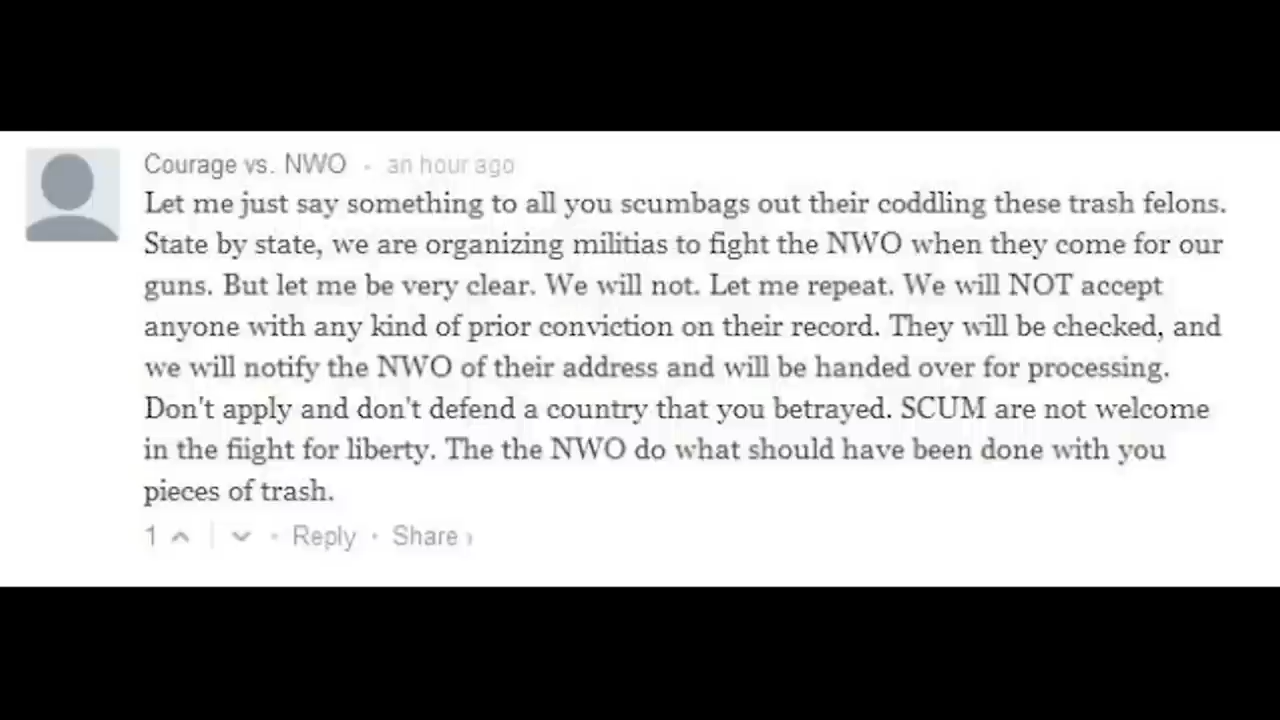 Courage vs. NWO • an hour ago
Let me just say something to all you scumbags out their coddling these trash felons.
State by state, we are organizing militias to fight the NWO when they come for our
guns. But let me be very clear. We will not. Let me repeat. We will NOT accept
anyone with any kind of prior conviction on their record. They will be checked, and
we will notify the NWO of their address and will be handed over for processing.
Don't apply and don't defend a country that you betrayed. SCUM are not welcome
in the fiight for liberty. The the NWO do what should have been done with you
pieces of trash.
1 • Reply • Share ›